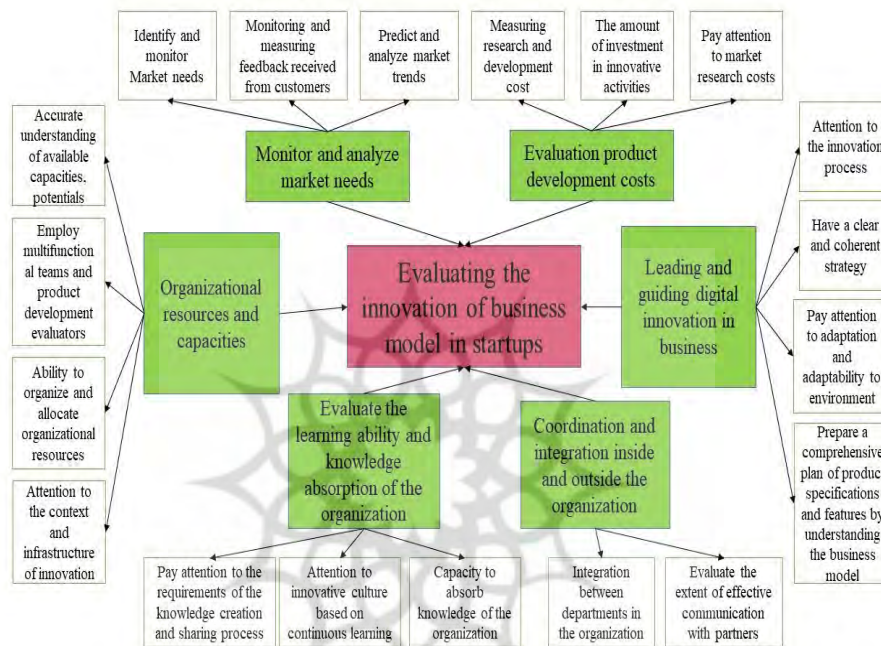 Identify and
monitor
Market needs
Monitoring and
measuring
feedback received
from customers
Predict and
analyze market
trends
Measuring
research and
development
cost
The amount of
investment
in innovative
activities
Pay attention
to market
research costs
Accurate
understanding
of available
capacities,
potentials
Monitor and analyze
market needs
Evaluation product
development costs
Attention to
the innovation
process
Employ
multifunction
al teams and
product
development
evaluators
Organizational
resources and
capacities
Evaluating the
innovation of business
model in startups
Leading and
guiding digital
innovation in
business
Have a clear
and coherent
strategy
Pay attention
to adaptation
and
adaptability to
environment
Ability to
organize and
allocate
organizational
resources
Evaluate the
learning ability and
knowledge
absorption of the
organization
Coordination and
integration inside
and outside the
organization
Prepare a
comprehensive
plan of product
specifications
and features by
understanding
the business
model
Attention to
the context
and
infrastructure
of innovation
Pay attention to the
requirements of the
knowledge creation
and sharing process
Attention to
innovative culture
based on
continuous learning
Capacity to
absorb
knowledge of the
organization
Integration
between
departments in
the organization
Evaluate the
extent of effective
communication
with partners